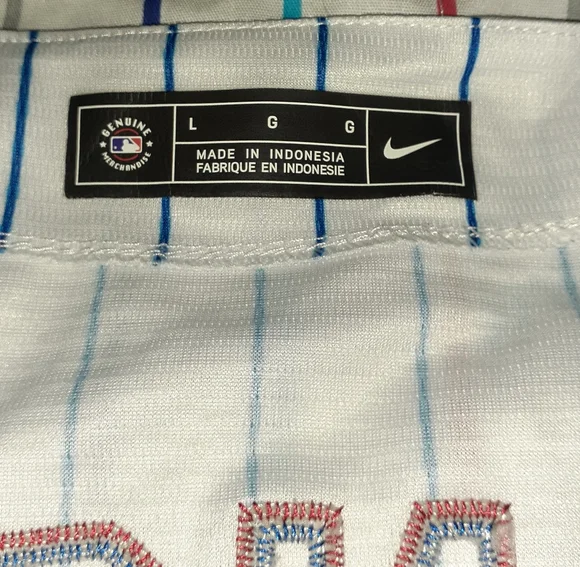 GENUINE
MERCHANDISE
L G G
MADE IN INDONESIA
FABRIQUE EN INDONESIE